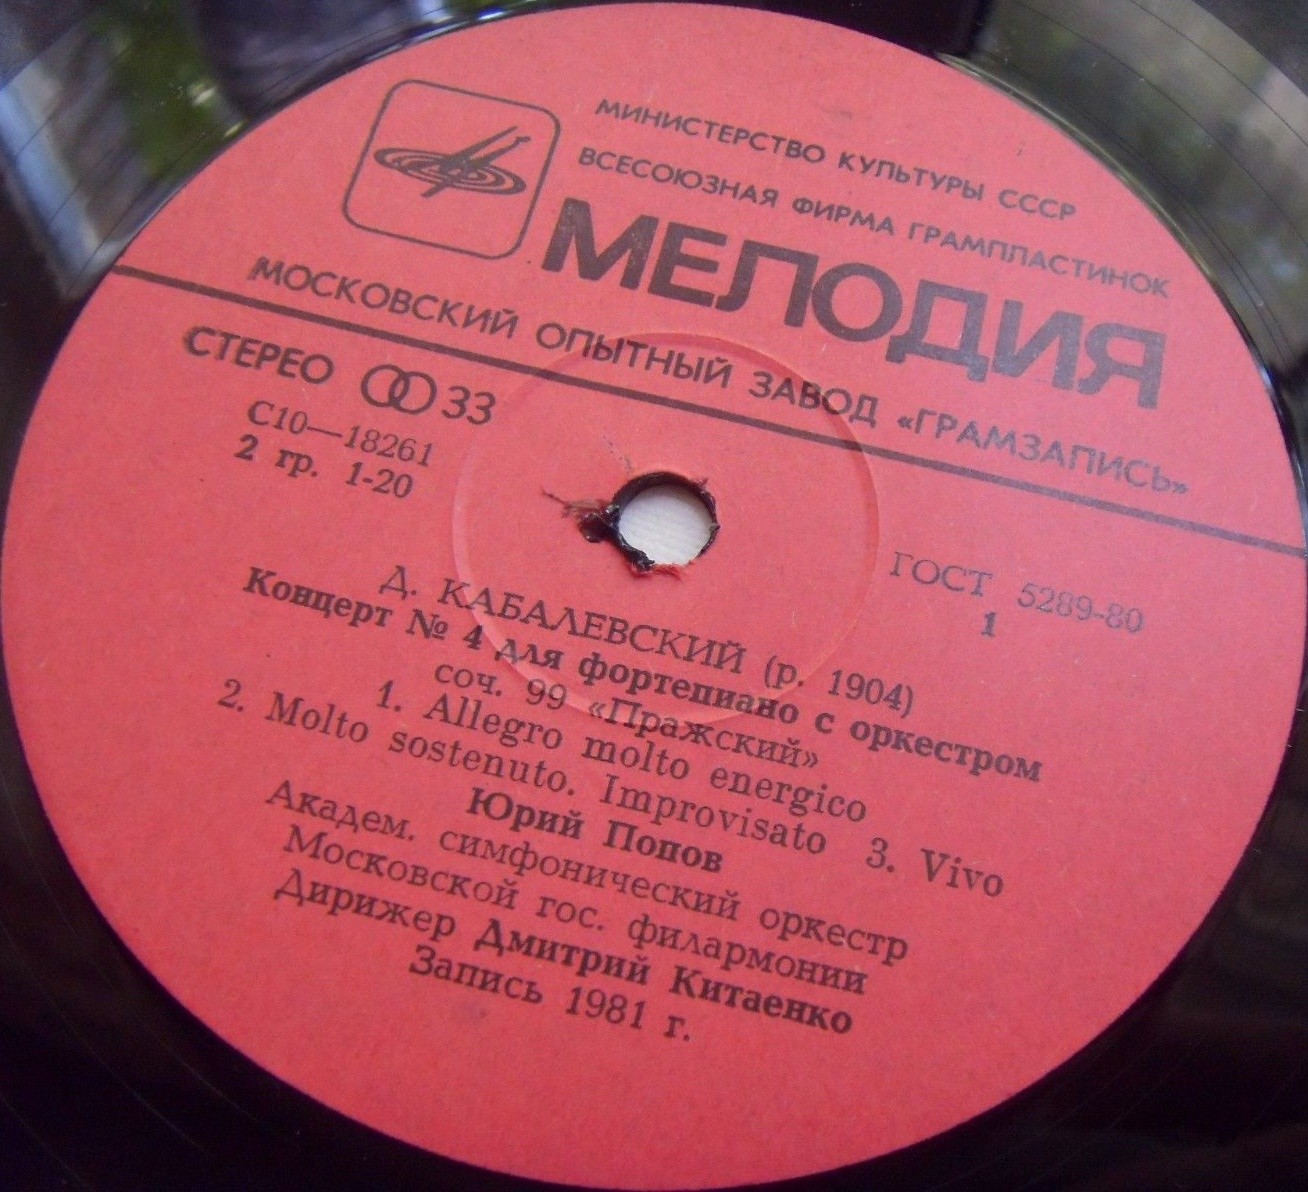 МИНИСТЕРСТВО КУЛЬТУРЫ СССР
ВСЕСОЮЗНАЯ ФИРМА ГРАМПЛАСТИНОК
МЕЛОДИЯ
МОСКОВСКИЙ ОПЫТНЫЙ ЗАВОД «ГРАМЗАПИСЬ»
СТЕРЕО 33
С10—18261
2 гр. 1-20
ГОСТ 5289-80
1
Д. КАБАЛЕВСКИЙ (р. 1904)
Концерт № 4 для фортепиано с оркестром
соч. 99 «Пражский»
1. Allegro molto energico
2. Molto sostenuto. Improvisato 3. Vivo
Юрий Попов
Академ. симфонический оркестр
Московской гос. филармонии
Дирижер Дмитрий Китаенко
Запись 1981 г.